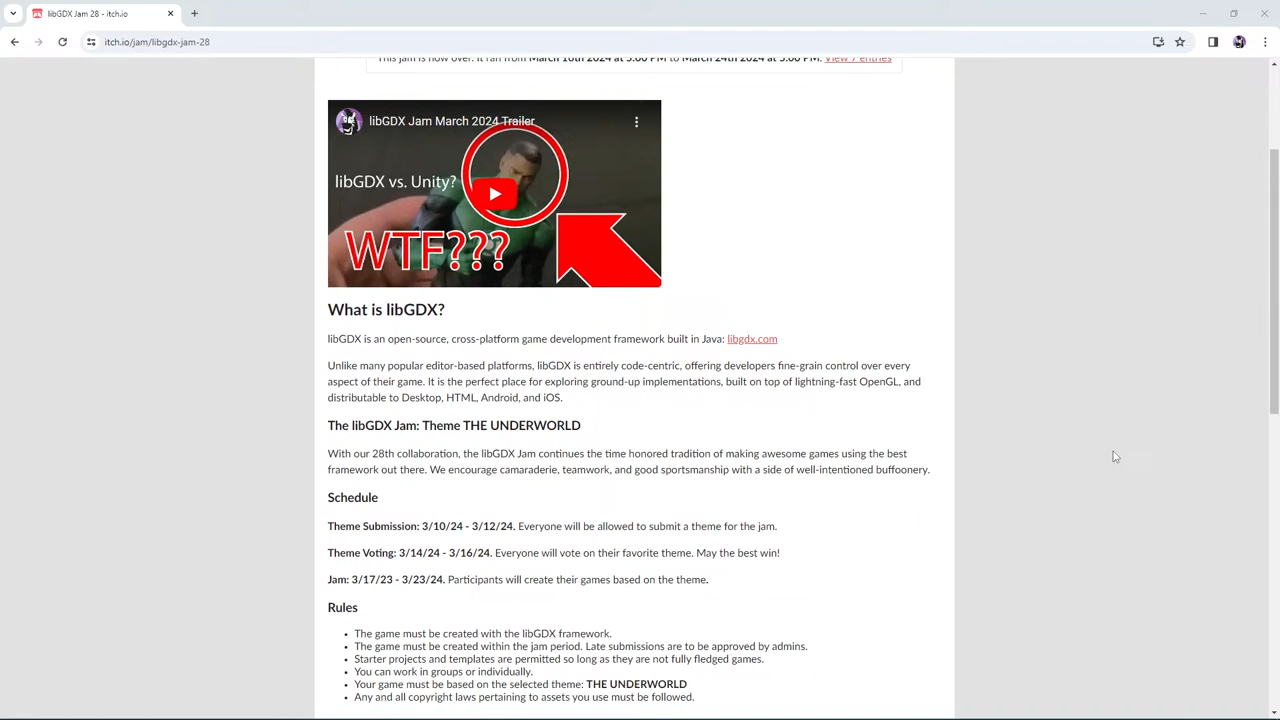 libGDX Jam 28 - itch.io
itch.io/jam/libgdx-jam-28
This jam is now over. It ran from March 16th 2024 at 5:00 PM to March 24th 2024 at 5:00 PM. View 7 entries
libGDX Jam March 2024 Trailer
libGDX vs. Unity?
WTF???
What is libGDX?
libGDX is an open-source, cross-platform game development framework built in Java: libgdx.com
Unlike many popular editor-based platforms, libGDX is entirely code-centric, offering developers fine-grain control over every
aspect of their game. It is the perfect place for exploring ground-up implementations, built on top of lightning-fast OpenGL, and
distributable to Desktop, HTML, Android, and iOS.
The libGDX Jam: Theme THE UNDERWORLD
With our 28th collaboration, the libGDX Jam continues the time honored tradition of making awesome games using the best
framework out there. We encourage camaraderie, teamwork, and good sportsmanship with a side of well-intentioned buffoonery.
Schedule
Theme Submission: 3/10/24 - 3/12/24. Everyone will be allowed to submit a theme for the jam.
Theme Voting: 3/14/24 - 3/16/24. Everyone will vote on their favorite theme. May the best win!
Jam: 3/17/23 - 3/23/24. Participants will create their games based on the theme.
Rules
• The game must be created with the libGDX framework.
• The game must be created within the jam period. Late submissions are to be approved by admins.
• Starter projects and templates are permitted so long as they are not fully fledged games.
• You can work in groups or individually.
• Your game must be based on the selected theme: THE UNDERWORLD
• Any and all copyright laws pertaining to assets you use must be followed.